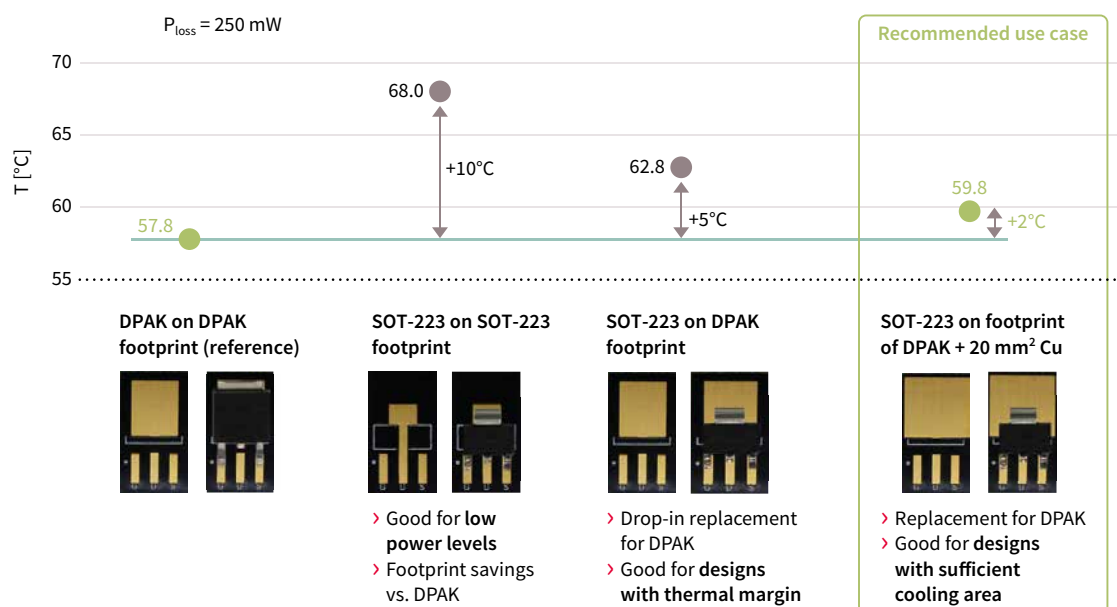 P_loss = 250 mW
Recommended use case
T [°C]
70
65
60
55
57.8
68.0
+10°C
62.8
+5°C
59.8
+2°C
DPAK on DPAK
footprint (reference)
SOT-223 on SOT-223
footprint
› Good for low
power levels
› Footprint savings
vs. DPAK
SOT-223 on DPAK
footprint
› Drop-in replacement
for DPAK
› Good for designs
with thermal margin
SOT-223 on footprint
of DPAK + 20 mm² Cu
› Replacement for DPAK
› Good for designs
with sufficient
cooling area